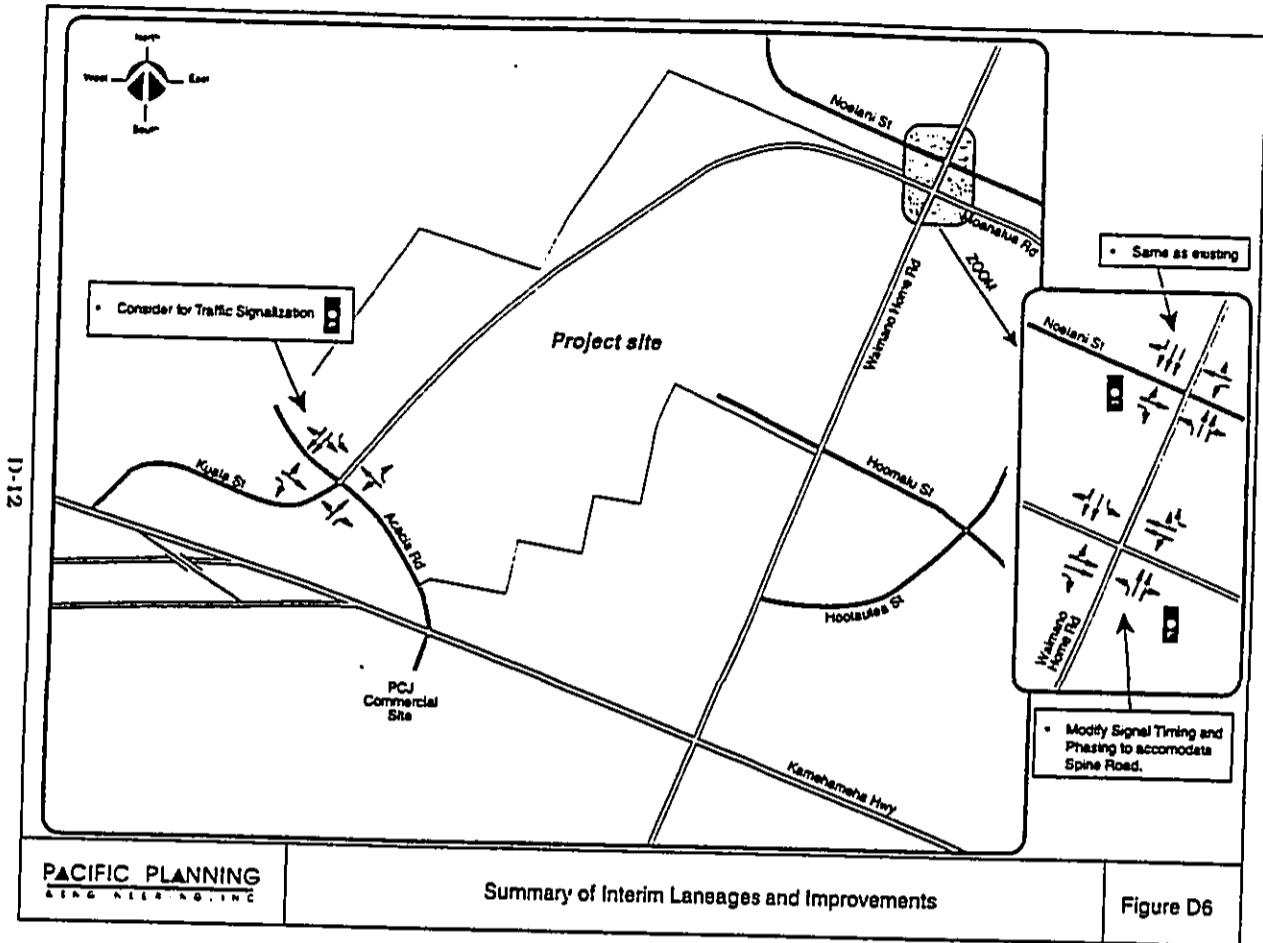 North
West
East
South
Noelani St
Moanalua Rd
ZOOM
Waimano Home Rd
• Same as existing
• Consider for Traffic Signalization
Project site
Noelani St
Kuala St
Acacia Rd
Hoomalu St
Hoolaulea St
Waimano
Home Rd
PCJ
Commercial
Site
Kamehameha Hwy
• Modify Signal Timing and
Phasing to accomodate
Spine Road.
D-12
PACIFIC PLANNING
& ENGINEERING, INC
Summary of Interim Laneages and Improvements
Figure D6